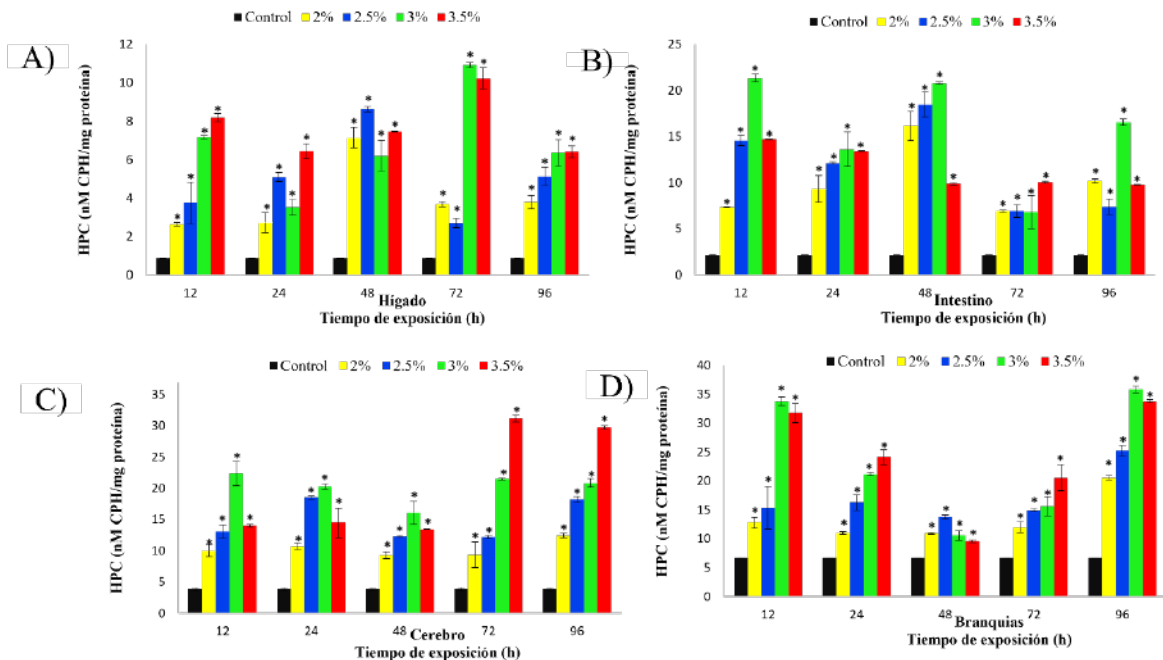 A)
Control 2% 2.5% 3% 3.5%
HPC (nM CPH/mg proteína)
12
10
8
6
4
2
0
* * * *
* * * *
* * * *
* * * *
* * * *
12 24 48 72 96
Hígado
Tiempo de exposición (h)
B)
Control 2% 2.5% 3% 3.5%
HPC (nM CPH/mg proteína)
25
20
15
10
5
0
* * *
* * * *
* * * *
* * * *
* * * *
12 24 48 72 96
Intestino
Tiempo de exposición (h)
C)
Control 2% 2.5% 3% 3.5%
HPC (nM CPH/mg proteína)
35
30
25
20
15
10
5
0
* * * *
* * * *
* * * *
* * * *
* * * *
12 24 48 72 96
Cerebro
Tiempo de exposición (h)
D)
Control 2% 2.5% 3% 3.5%
HPC (nM CPH/mg proteína)
40
35
30
25
20
15
10
5
0
* * * *
* * * *
* * * *
* * * *
* * * *
12 24 48 72 96
Branquias
Tiempo de exposición (h)